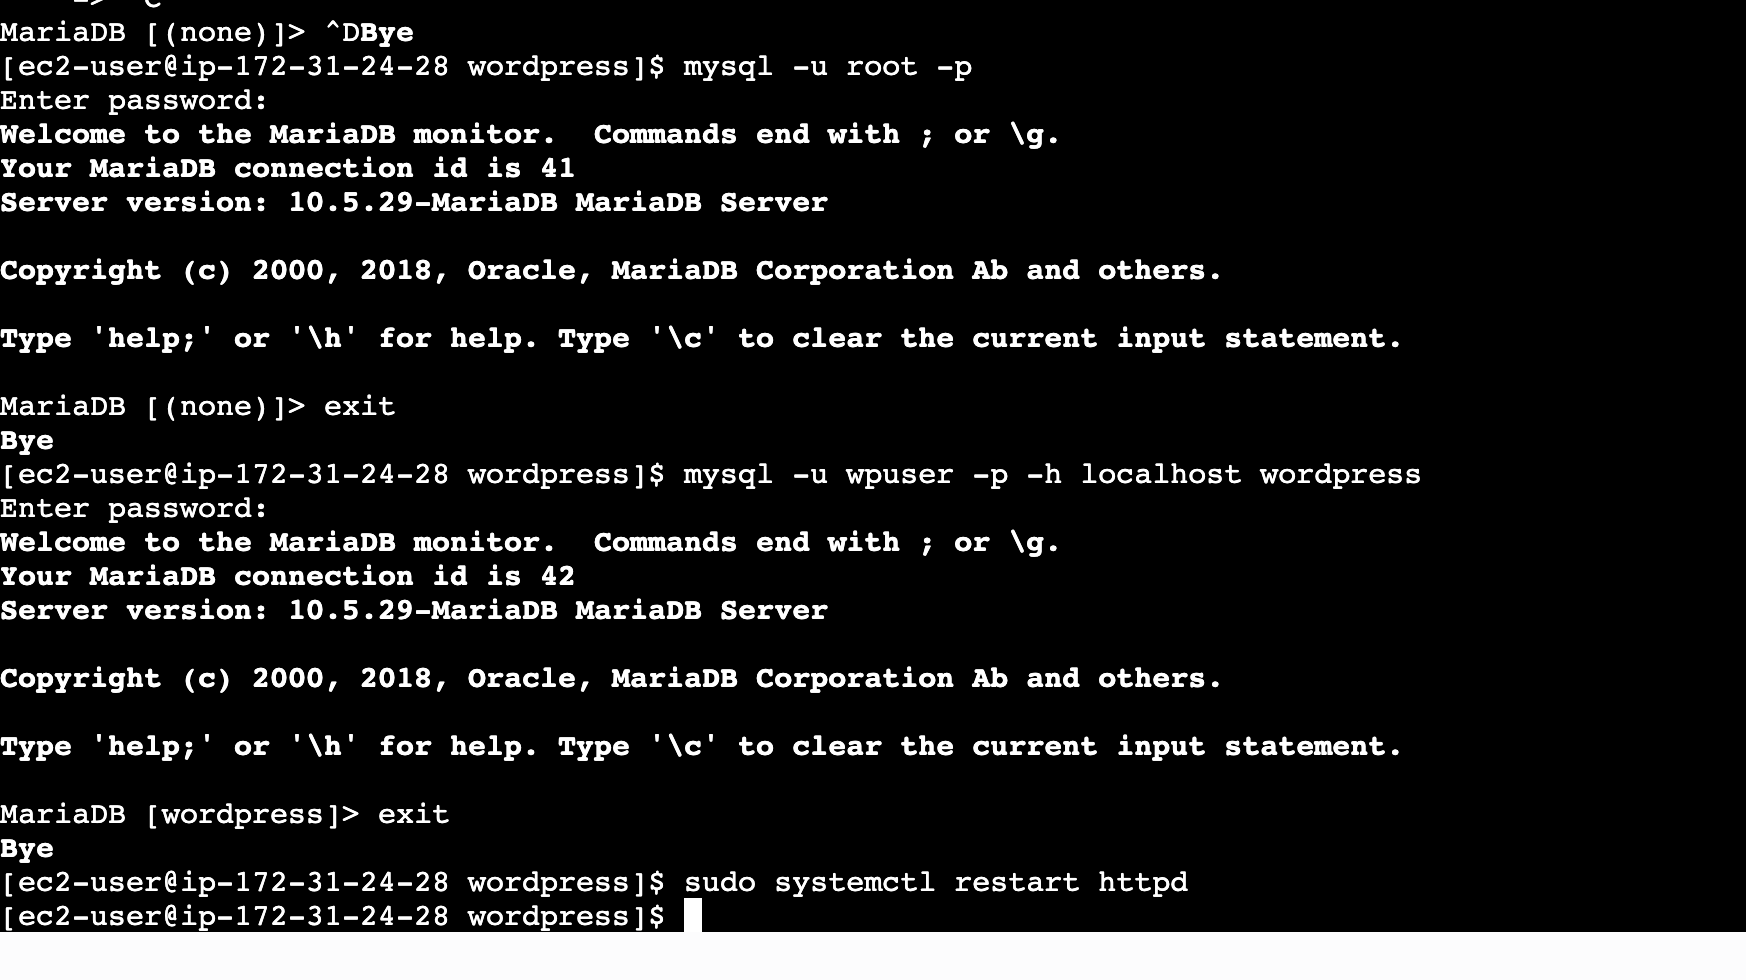 MariaDB [(none)]> ^DBye
[ec2-user@ip-172-31-24-28 wordpress]$ mysql -u root -p
Enter password:
Welcome to the MariaDB monitor.  Commands end with ; or \g.
Your MariaDB connection id is 41
Server version: 10.5.29-MariaDB MariaDB Server
Copyright (c) 2000, 2018, Oracle, MariaDB Corporation Ab and others.
Type 'help;' or '\h' for help. Type '\c' to clear the current input statement.
MariaDB [(none)]> exit
Bye
[ec2-user@ip-172-31-24-28 wordpress]$ mysql -u wpuser -p -h localhost wordpress
Enter password:
Welcome to the MariaDB monitor.  Commands end with ; or \g.
Your MariaDB connection id is 42
Server version: 10.5.29-MariaDB MariaDB Server
Copyright (c) 2000, 2018, Oracle, MariaDB Corporation Ab and others.
Type 'help;' or '\h' for help. Type '\c' to clear the current input statement.
MariaDB [wordpress]> exit
Bye
[ec2-user@ip-172-31-24-28 wordpress]$ sudo systemctl restart httpd
[ec2-user@ip-172-31-24-28 wordpress]$